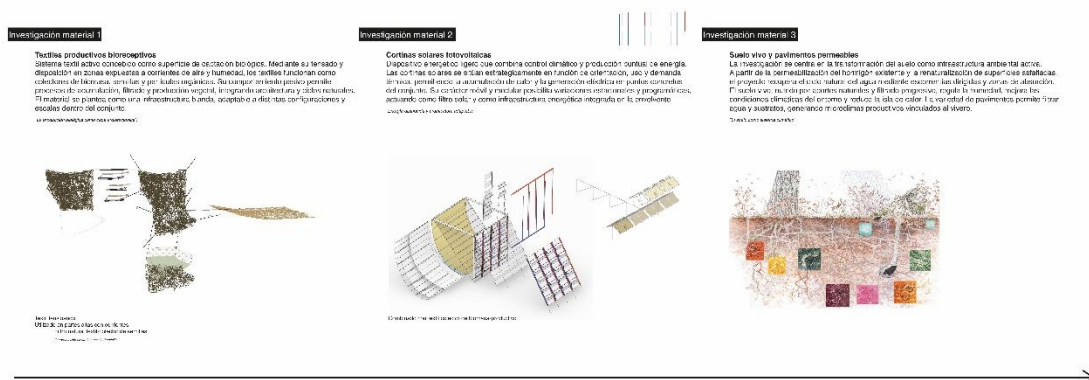 Investigación material 1
Textiles productivos bioreceptivos
Sistema textil activo concebido como superficie de captación biológica. Mediante su tensado y
disposición en zonas expuestas a corrientes de aire y humedad, los textiles funcionan como
colectores de biomasa, semillas y partículas orgánicas. Su comportamiento pasivo permite
procesos de acumulación, filtrado y producción vegetal, integrando arquitectura y ciclos naturales.
El material se plantea como una infraestructura blanda, adaptable a distintas configuraciones y
escalas dentro del conjunto.
Investigación material 2
Cortinas solares fotovoltaicas
Dispositivo energético ligero que combina control climático y producción puntual de energía.
Las cortinas solares se sitúan estratégicamente en función de orientación, uso y demanda
térmica, permitiendo la acumulación de calor y la generación eléctrica en puntos concretos
del conjunto. Su carácter móvil y modular posibilita variaciones estacionales y programáticas,
actuando como filtro solar y como infraestructura energética integrada en la envolvente.
Investigación material 3
Suelo vivo y pavimentos permeables
La investigación se centra en la transformación del suelo como infraestructura ambiental activa.
A partir de la permeabilización del hormigón existente y la renaturalización de superficies asfaltadas,
el proyecto recupera el ciclo natural del agua mediante escorrentías dirigidas y zonas de absorción.
El suelo vivo, nutrido por aportes naturales y filtrado progresivo, regula la humedad, mejora las
condiciones climáticas del entorno y reduce la isla de calor. La variedad de pavimentos permite filtrar
agua y sustratos, generando microclimas productivos vinculados al vivero.
Utilizado en partes altas con corrientes